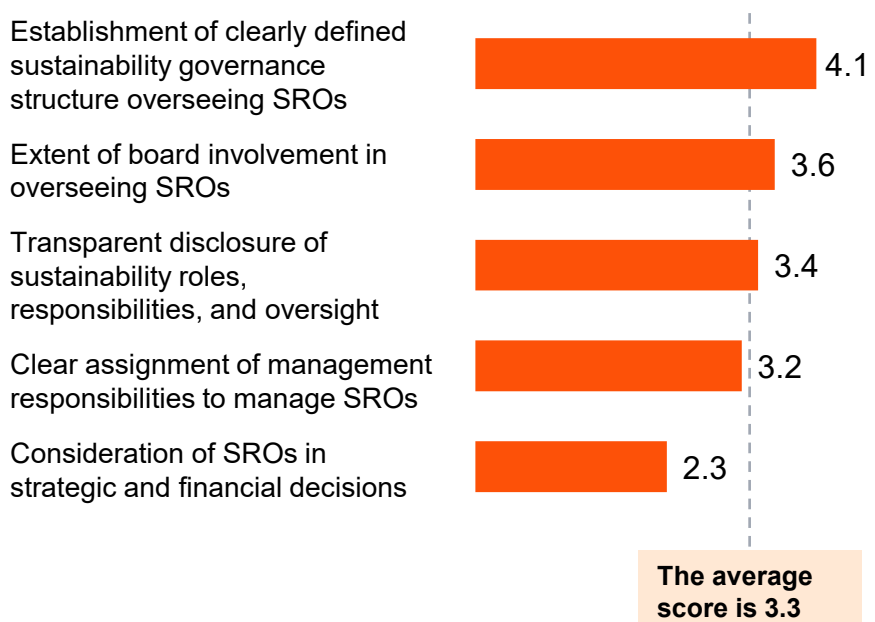 Establishment of clearly defined
sustainability governance
structure overseeing SROs
4.1
Extent of board involvement in
overseeing SROs
3.6
Transparent disclosure of
sustainability roles,
responsibilities, and oversight
3.4
Clear assignment of management
responsibilities to manage SROs
3.2
Consideration of SROs in
strategic and financial decisions
2.3
The average
score is 3.3